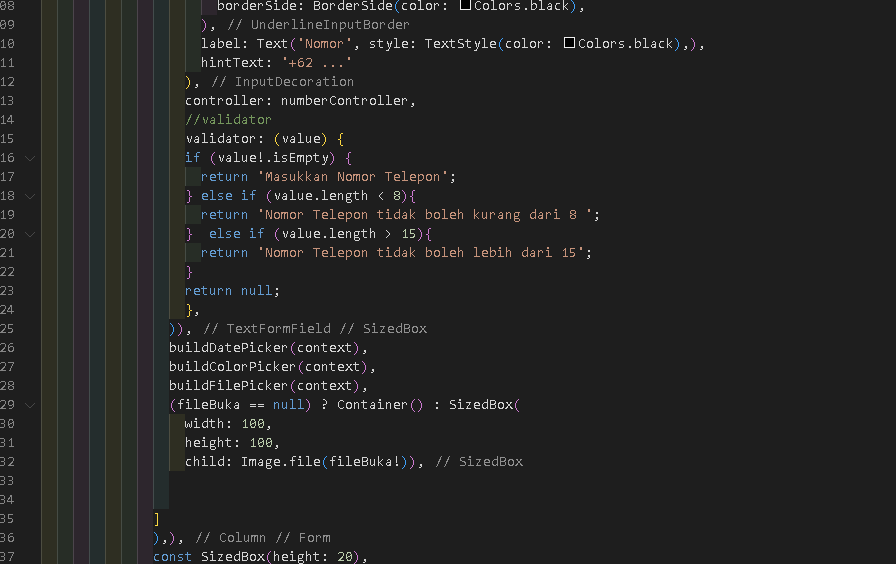 08 borderSide: BorderSide(color: Colors.black),
09 ), // UnderlineInputBorder
10 label: Text("Nomor", style: TextStyle(color: Colors.black),),
11 hintText: '+62 ...'
12 ), // InputDecoration
13 controller: numberController,
14 //validator
15 validator: (value) {
16 if (value!.isEmpty) {
17 return 'Masukkan Nomor Telepon';
18 } else if (value.length < 8){
19 return 'Nomor Telepon tidak boleh kurang dari 8 ';
20 }  else if (value.length > 15){
21 return 'Nomor Telepon tidak boleh lebih dari 15';
22 }
23 return null;
24 },
25 )), // TextFormField // SizedBox
26 buildDatePicker(context),
27 buildColorPicker(context),
28 buildFilePicker(context),
29 (fileBuka == null) ? Container() : SizedBox(
30 width: 100,
31 height: 100,
32 child: Image.file(fileBuka!)), // SizedBox
33
34
35 ]
36 ),), // Column // Form
37 const SizedBox(height: 20),